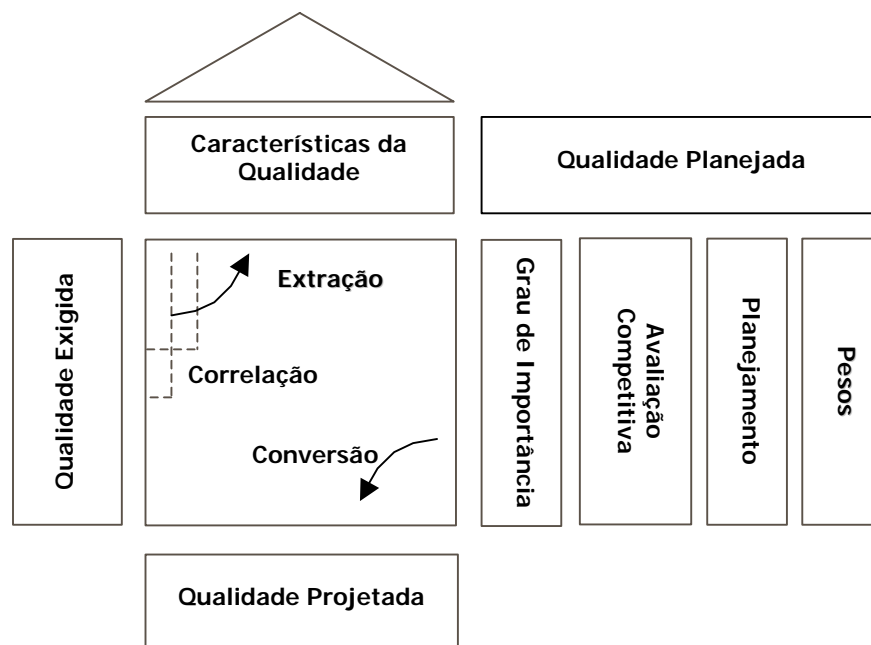 Características da
Qualidade
Qualidade Planejada
Qualidade Exigida
Extração
Correlação
Conversão
Grau de Importância
Avaliação
Competitiva
Planejamento
Pesos
Qualidade Projetada